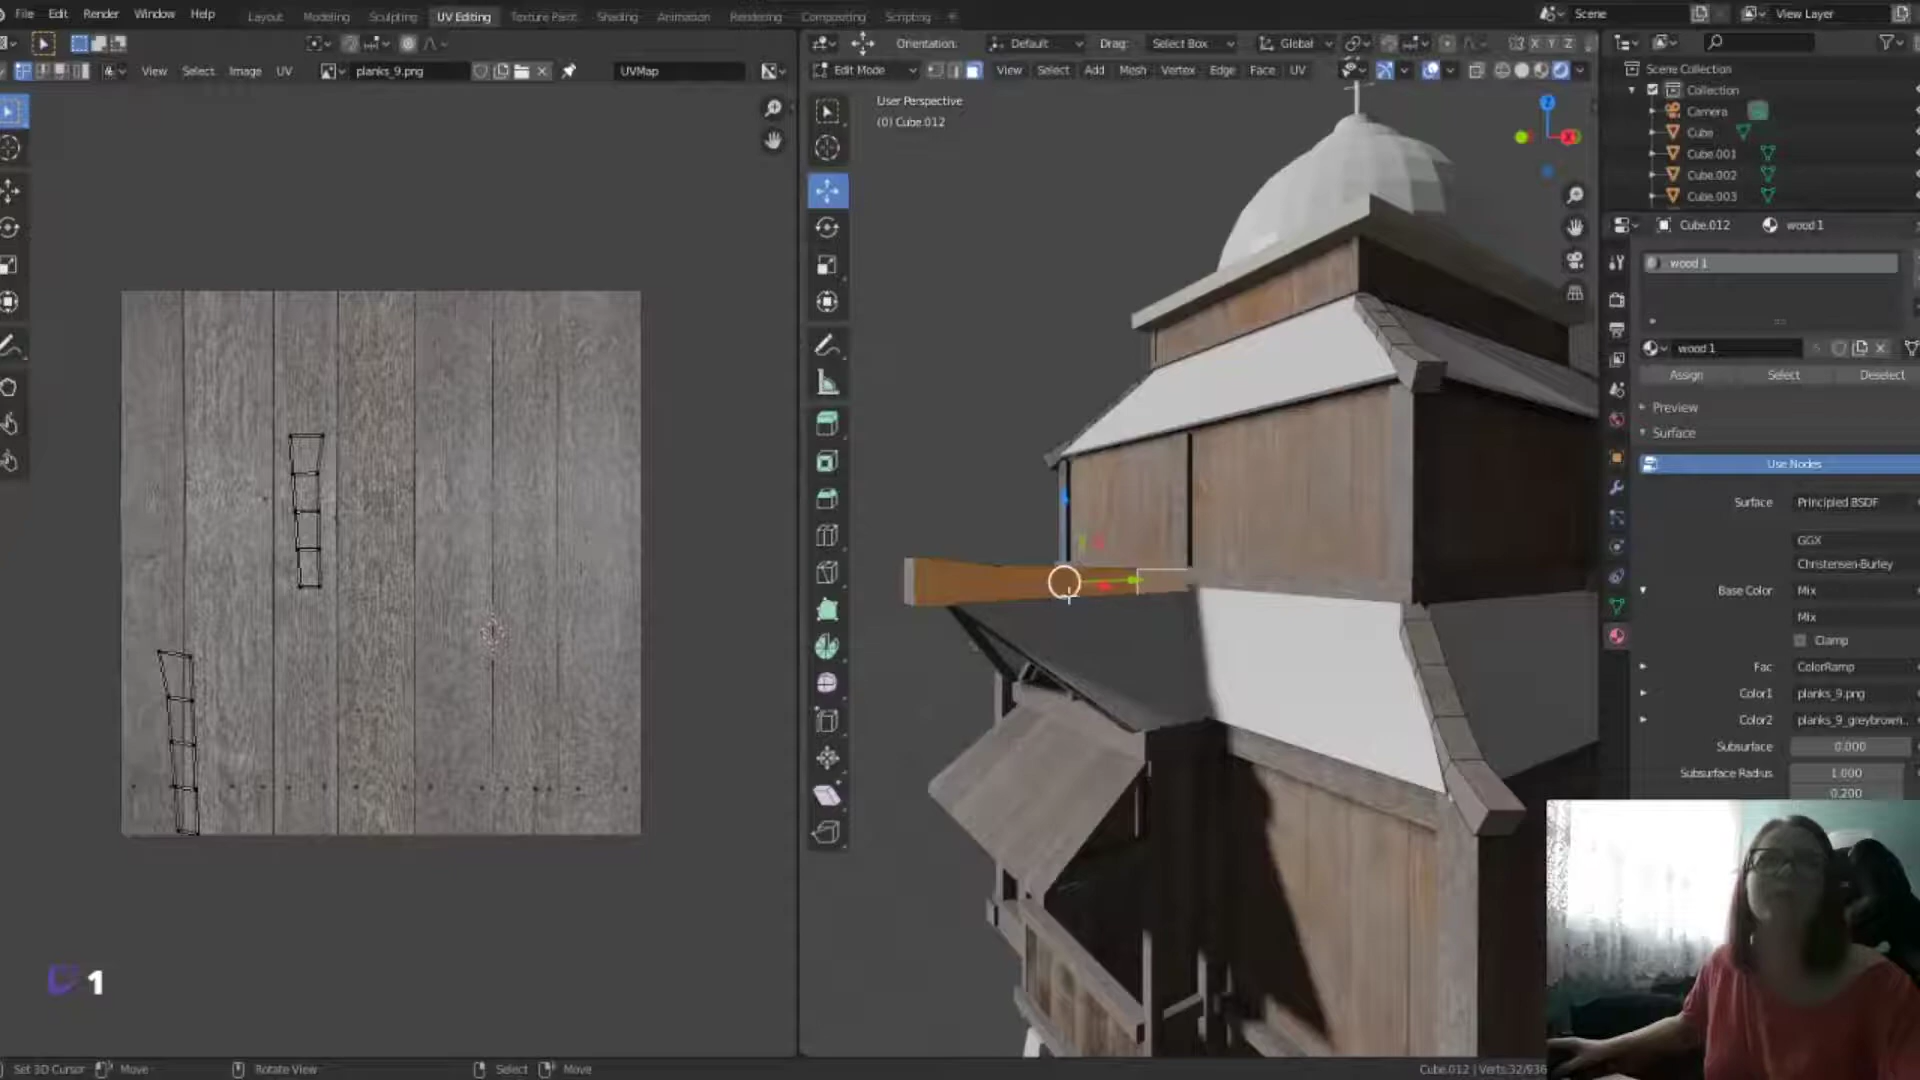 File Edit Render Window Help Layout Modeling Sculpting UV Editing Texture Paint Shading Animation Rendering Compositing Scripting + Scene View Layer
Orientation: Default Drag: Select Box Global X Y Z
View Select Image UV planks_9.png UVMap Edit Mode View Select Add Mesh Vertex Edge Face UV
Scene Collection
Collection
Camera
Cube
Cube.001
Cube.002
Cube.003
User Perspective
(0) Cube.012
Z
X
Cube.012 wood 1
wood 1
wood 1
Assign Select Deselect
Preview
Surface
Use Nodes
Surface Principled BSDF
GGX
Christensen-Burley
Base Color Mix
Mix
Clamp
Fac: ColorRamp
Color1 planks_9.png
Color2 planks_9_greybrown..
Subsurface 0.000
Subsurface Radius 1.000
0.200
1
Set 3D Cursor Move Rotate View Select Move Cube.012 | Verts:32/936